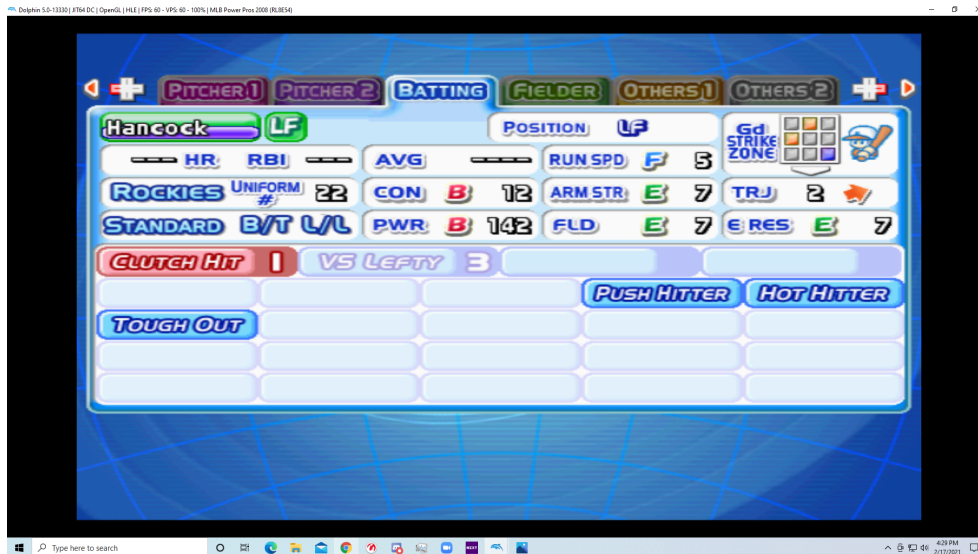 Dolphin 5.0-13330 | JIT64 DC | OpenGL | HLE | FPS: 60 - VPS: 60 - 100% | MLB Power Pros 2008 (RL8E54)
PITCHER 1 PITCHER 2 BATTING FIELDER OTHERS 1 OTHERS 2
Hancock LF POSITION LF Gd STRIKE ZONE
--- HR RBI --- AVG ---- RUN SPD F 5
ROCKIES UNIFORM # 22 CON B 12 ARM STR E 7 TRJ 2
STANDARD B/T L/L PWR B 142 FLD E 7 E RES E 7
CLUTCH HIT 1 VS LEFTY 3
PUSH HITTER HOT HITTER
TOUGH OUT
Type here to search
NEXT
4:29 PM
2/17/2021